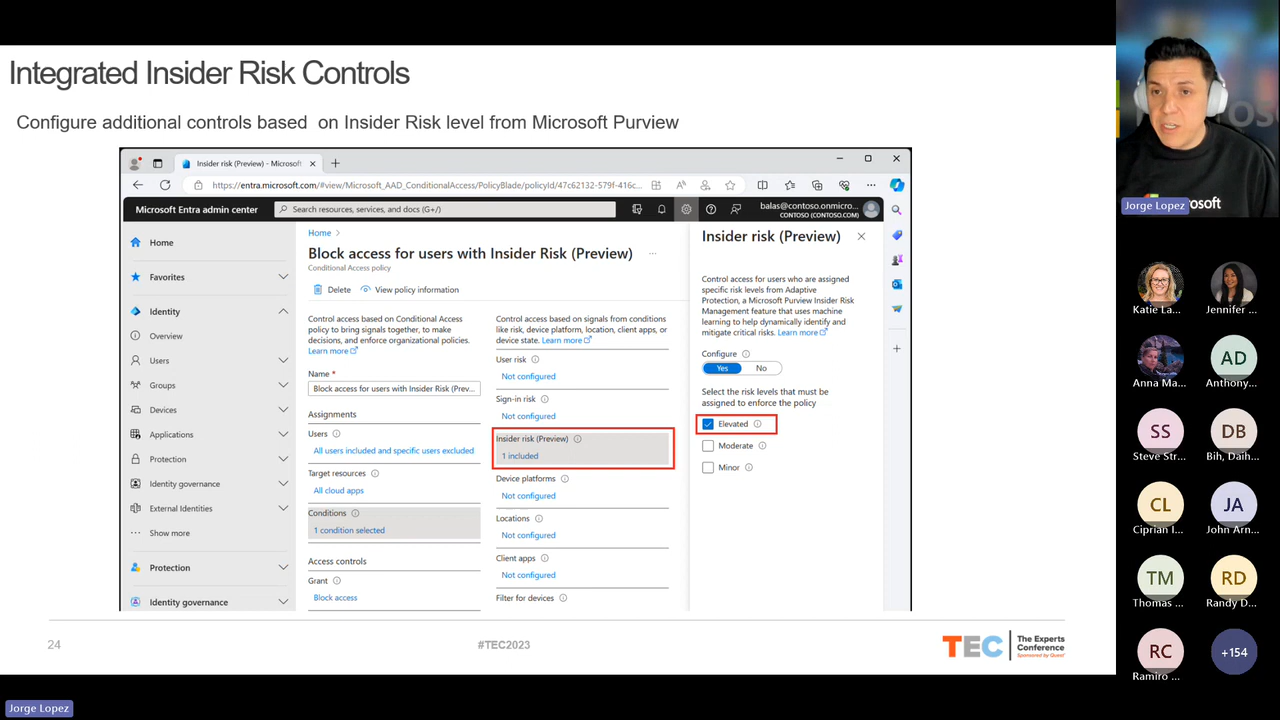 Integrated Insider Risk Controls
Configure additional controls based on Insider Risk level from Microsoft Purview
Insider risk (Preview) - Microsoft
https://entra.microsoft.com/#view/Microsoft_AAD_ConditionalAccess/PolicyBlade/policyId/47c62132-579f-416c...
Microsoft Entra admin center
Search resources, services, and docs (G+/)
balas@contoso.onmicro...
CONTOSO (CONTOSO.COM)
Home
Favorites
Identity
Overview
Users
Groups
Devices
Applications
Protection
Identity governance
External Identities
Show more
Protection
Identity governance
Home
Block access for users with Insider Risk (Preview)
Conditional Access policy
Delete
View policy information
Control access based on Conditional Access
policy to bring signals together, to make
decisions, and enforce organizational policies.
Learn more
Name *
Block access for users with Insider Risk (Prev...
Assignments
Users
All users included and specific users excluded
Target resources
All cloud apps
Conditions
1 condition selected
Access controls
Grant
Block access
Control access based on signals from conditions
like risk, device platform, location, client apps, or
device state. Learn more
User risk
Not configured
Sign-in risk
Not configured
Insider risk (Preview)
1 included
Device platforms
Not configured
Locations
Not configured
Client apps
Not configured
Filter for devices
Insider risk (Preview)
Control access for users who are assigned
specific risk levels from Adaptive
Protection, a Microsoft Purview Insider Risk
Management feature that uses machine
learning to help dynamically identify and
mitigate critical risks. Learn more
Configure
Yes
No
Select the risk levels that must be
assigned to enforce the policy
Elevated
Moderate
Minor
24
#TEC2023
TEC
The Experts
Conference
Sponsored by Quest
Jorge Lopez
osoft
Katie La...
Jennifer ...
Anna Ma...
AD
Anthony...
SS
Steve Str...
DB
Bih, Daih...
CL
Ciprian I...
JA
John Arn...
TM
Thomas ...
RD
Randy D...
RC
Ramiro ...
+154
Jorge Lopez